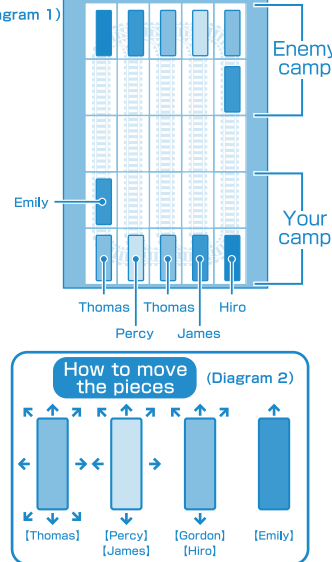 gram 1)
Enemy
camp
Emily
Your
camp
Thomas Thomas Hiro
Percy James
How to move
the pieces
(Diagram 2)
[Thomas] [Percy] [Gordon] [Emily]
[James] [Hiro]